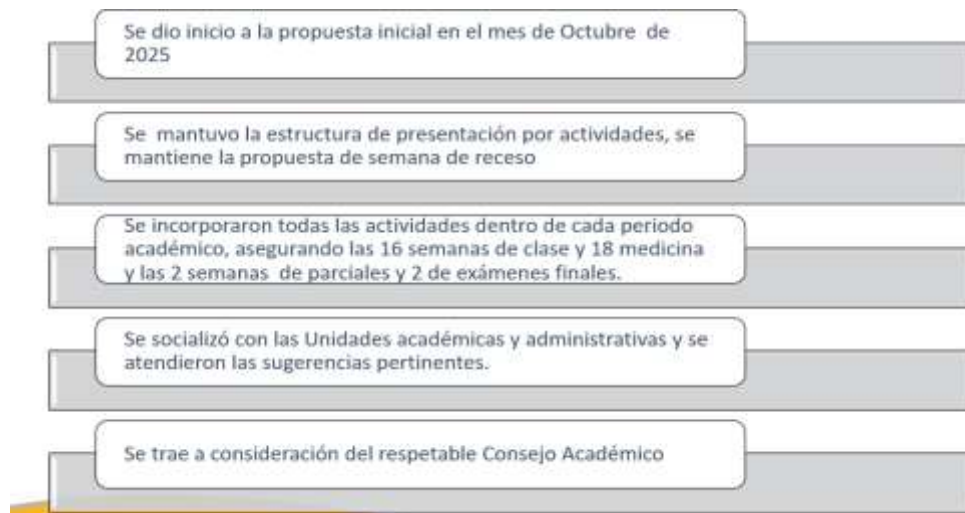 Se dio inicio a la propuesta inicial en el mes de Octubre de
2025
Se mantuvo la estructura de presentación por actividades, se
mantiene la propuesta de semana de receso
Se incorporaron todas las actividades dentro de cada periodo
académico, asegurando las 16 semanas de clase y 18 medicina
y las 2 semanas de parciales y 2 de exámenes finales.
Se socializó con las Unidades académicas y administrativas y se
atendieron las sugerencias pertinentes.
Se trae a consideración del respetable Consejo Académico